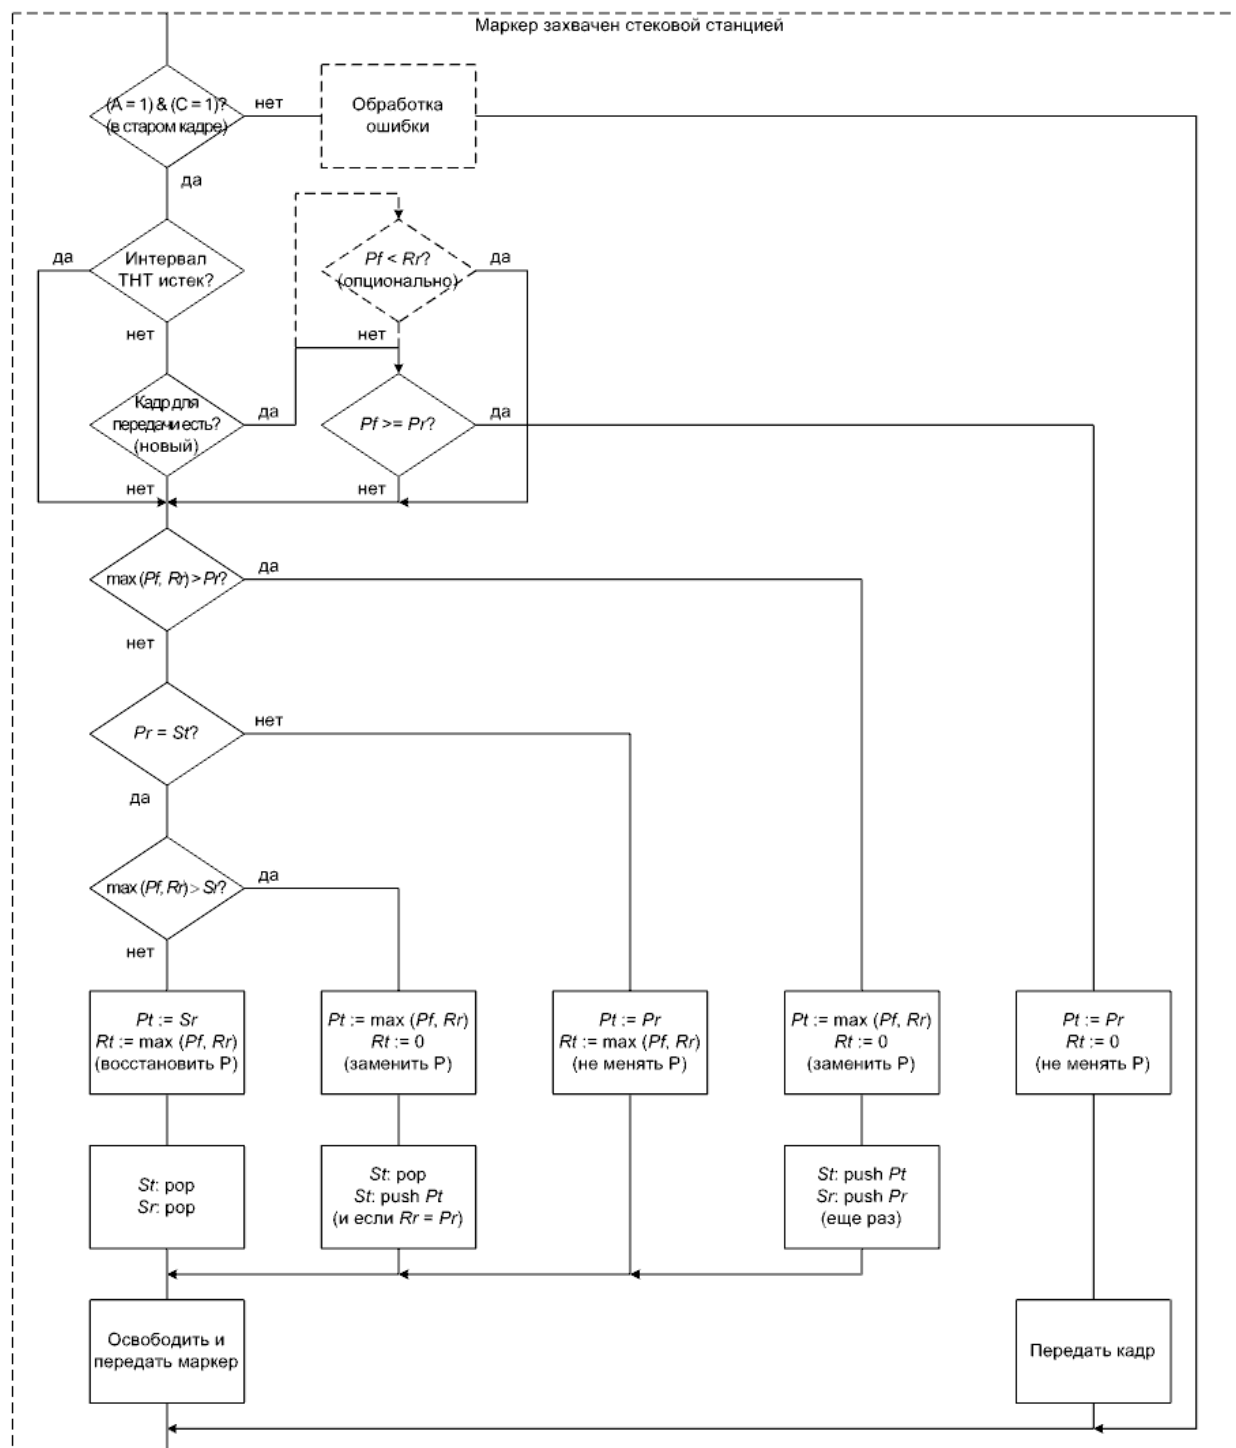 Маркер захвачен стековой станцией
(A = 1) & (C = 1)?
(в старом кадре)
нет
Обработка
ошибки
да
да
Интервал
THT истек?
Pf < Rr?
(опционально)
да
нет
нет
Кадр для
передачи есть?
(новый)
да
Pf >= Pr?
да
нет
нет
max (Pf, Rr) > Pr?
да
нет
Pr = St?
нет
да
max (Pf, Rr) > Sr?
да
нет
Pt := Sr
Rt := max (Pf, Rr)
(восстановить P)
Pt := max (Pf, Rr)
Rt := 0
(заменить P)
Pt := Pr
Rt := max (Pf, Rr)
(не менять P)
Pt := max (Pf, Rr)
Rt := 0
(заменить P)
Pt := Pr
Rt := 0
(не менять P)
St: pop
Sr: pop
St: pop
St: push Pt
(и если Rr = Pr)
St: push Pt
Sr: push Pr
(еще раз)
Освободить и
передать маркер
Передать кадр